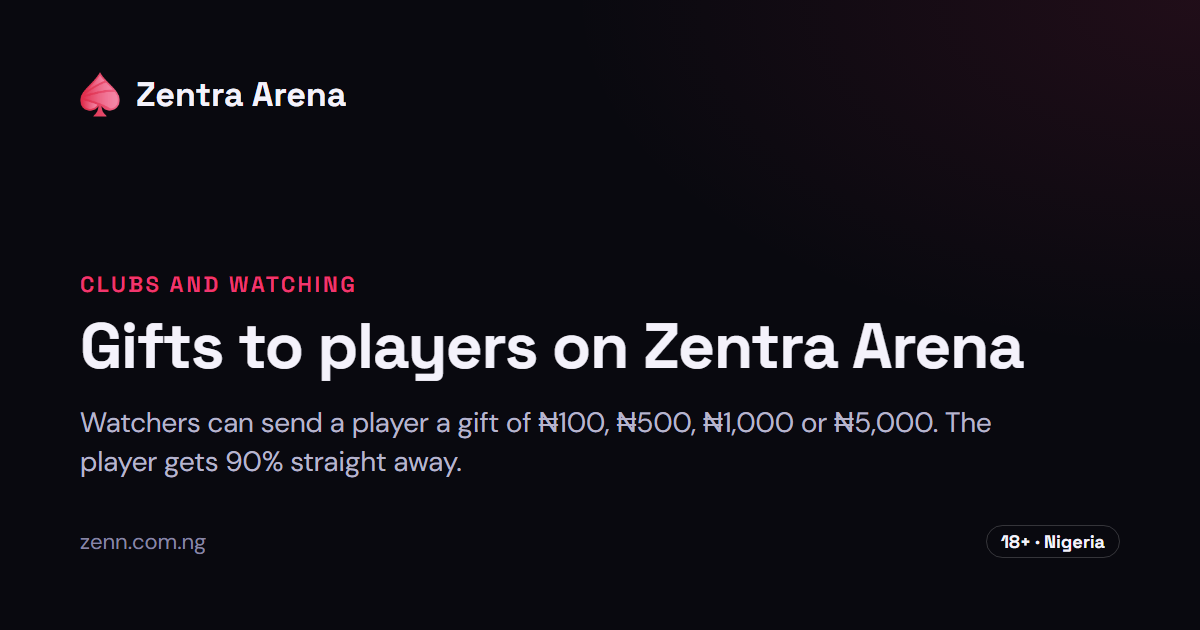 Zentra Arena
CLUBS AND WATCHING
Gifts to players on Zentra Arena
Watchers can send a player a gift of ₦100, ₦500, ₦1,000 or ₦5,000. The
player gets 90% straight away.
zenn.com.ng
18+ · Nigeria